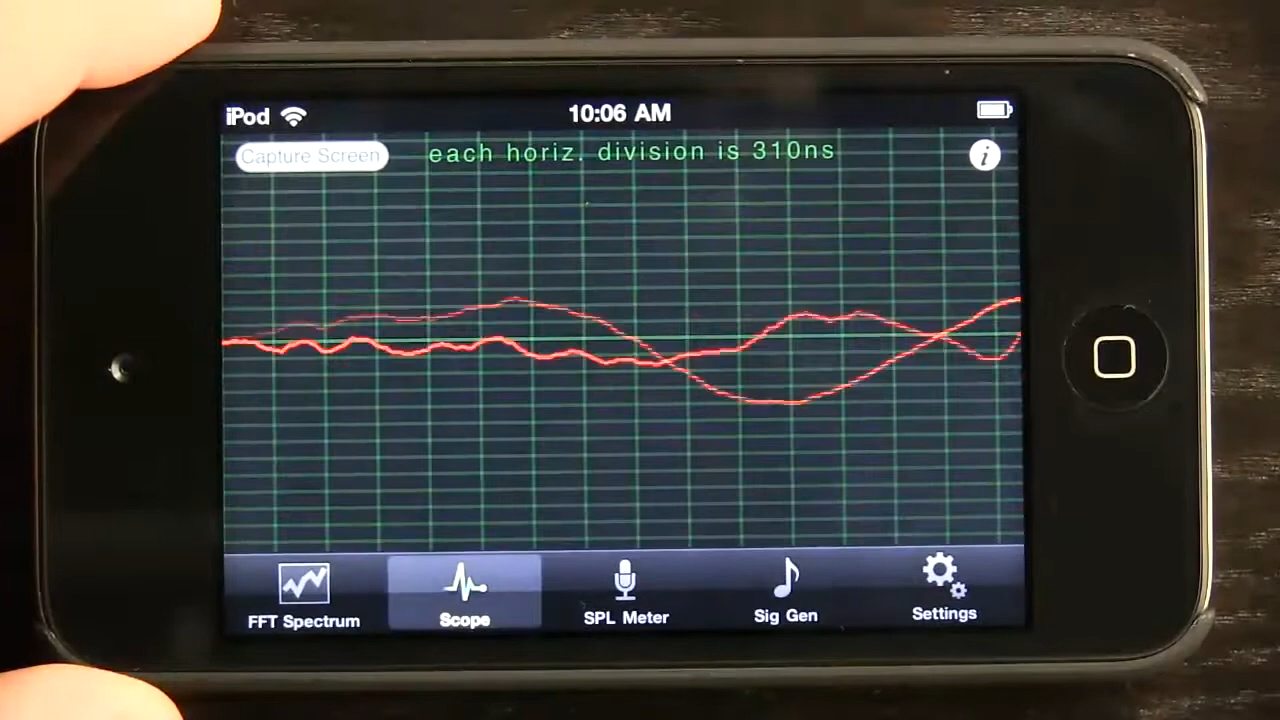 iPod 10:06 AM
Capture Screen each horiz. division is 310ns i
FFT Spectrum Scope SPL Meter Sig Gen Settings